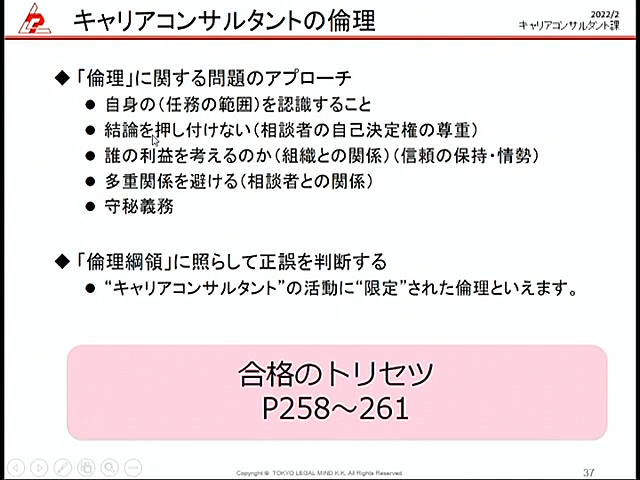 キャリアコンサルタントの倫理
2022/2
キャリアコンサルタント課
◆「倫理」に関する問題のアプローチ
● 自身の（任務の範囲）を認識すること
● 結論を押し付けない（相談者の自己決定権の尊重）
● 誰の利益を考えるのか（組織との関係）（信頼の保持・情勢）
● 多重関係を避ける（相談者との関係）
● 守秘義務
◆「倫理綱領」に照らして正誤を判断する
● “キャリアコンサルタント”の活動に“限定”された倫理といえます。
合格のトリセツ
P258～261
Copyright © TOKYO LEGAL MIND K.K. All Rights Reserved.
37